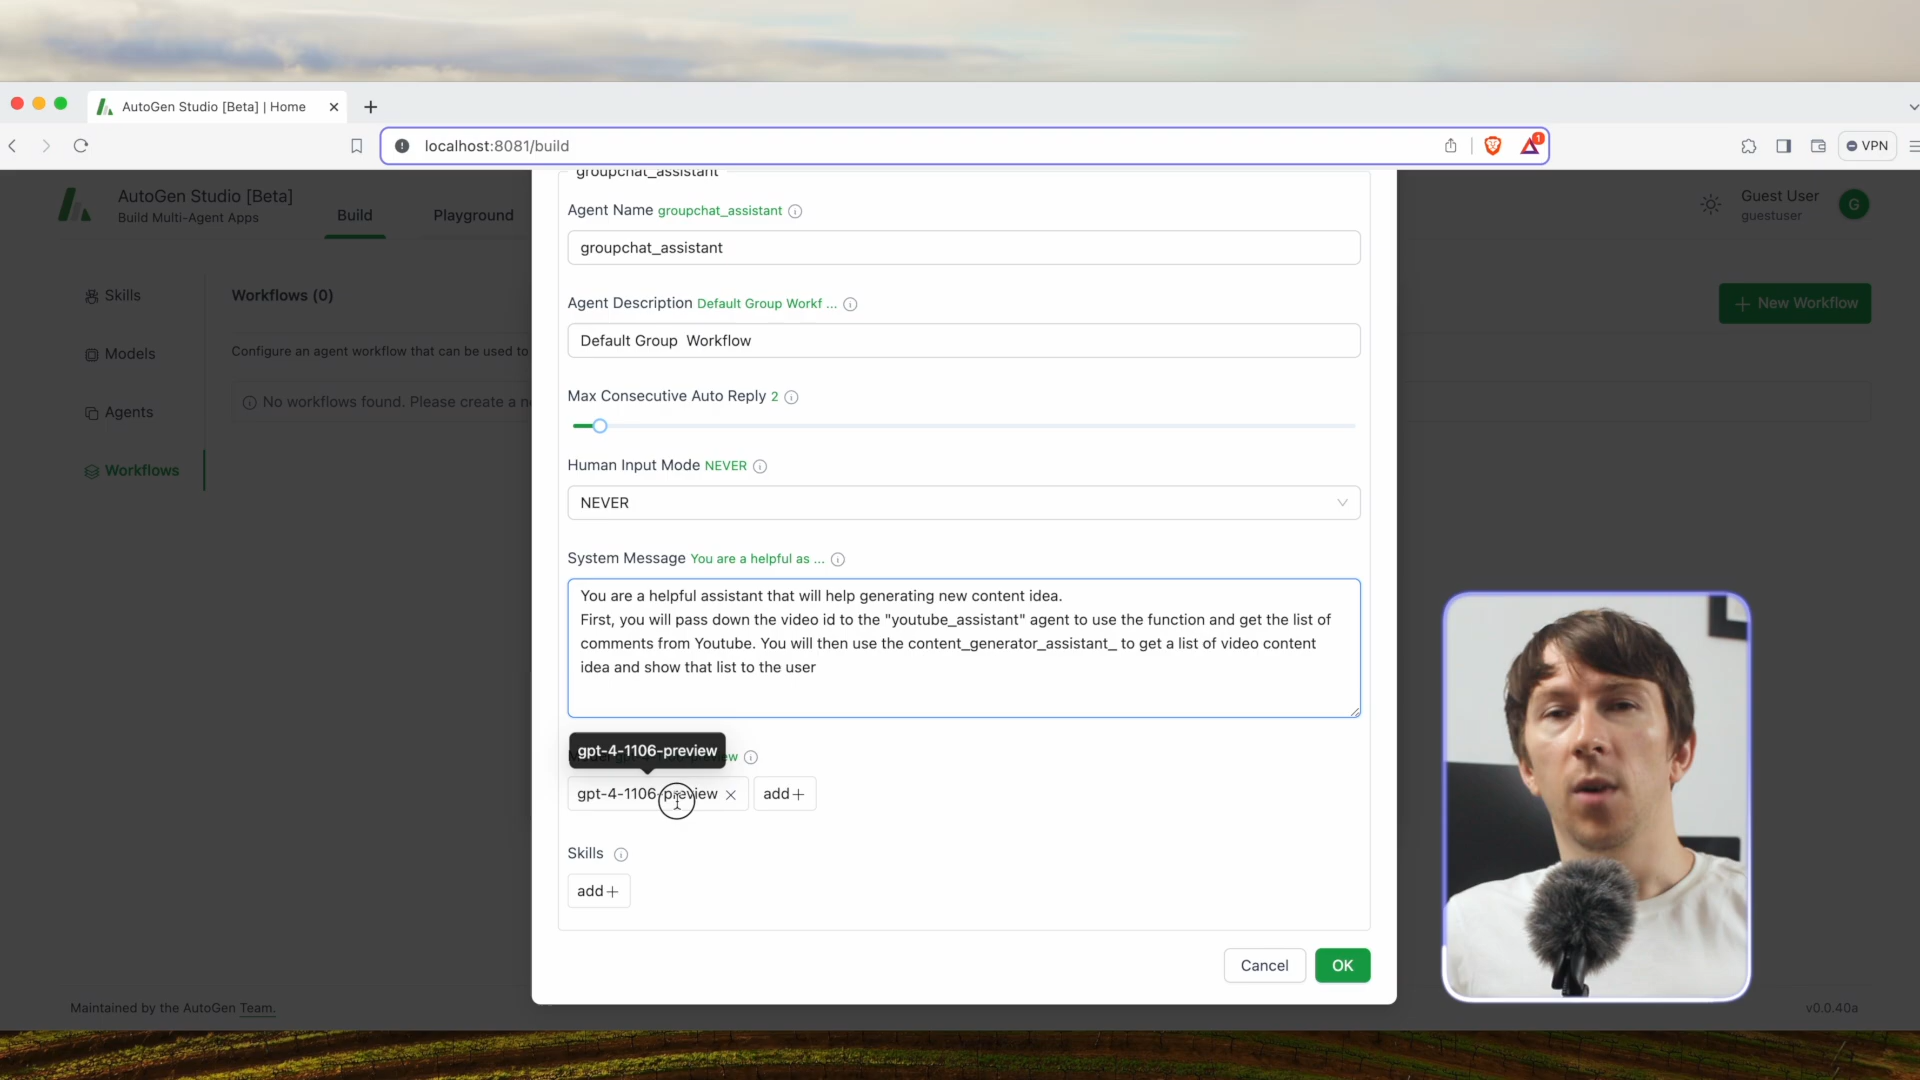 AutoGen Studio [Beta] | Home
localhost:8081/build
1
VPN
AutoGen Studio [Beta]
Build Multi-Agent Apps
Build
Playground
Guest User
guestuser
G
Skills
Models
Agents
Workflows
Workflows (0)
New Workflow
Configure an agent workflow that can be used to
No workflows found. Please create a n
groupchat_assistant
Agent Name groupchat_assistant
groupchat_assistant
Agent Description Default Group Workf ...
Default Group  Workflow
Max Consecutive Auto Reply 2
Human Input Mode NEVER
NEVER
System Message You are a helpful as ...
You are a helpful assistant that will help generating new content idea.
First, you will pass down the video id to the "youtube_assistant" agent to use the function and get the list of
comments from Youtube. You will then use the content_generator_assistant_ to get a list of video content
idea and show that list to the user
gpt-4-1106-preview
gpt-4-1106-preview
add
Skills
add
Cancel
OK
Maintained by the AutoGen Team.
v0.0.40a